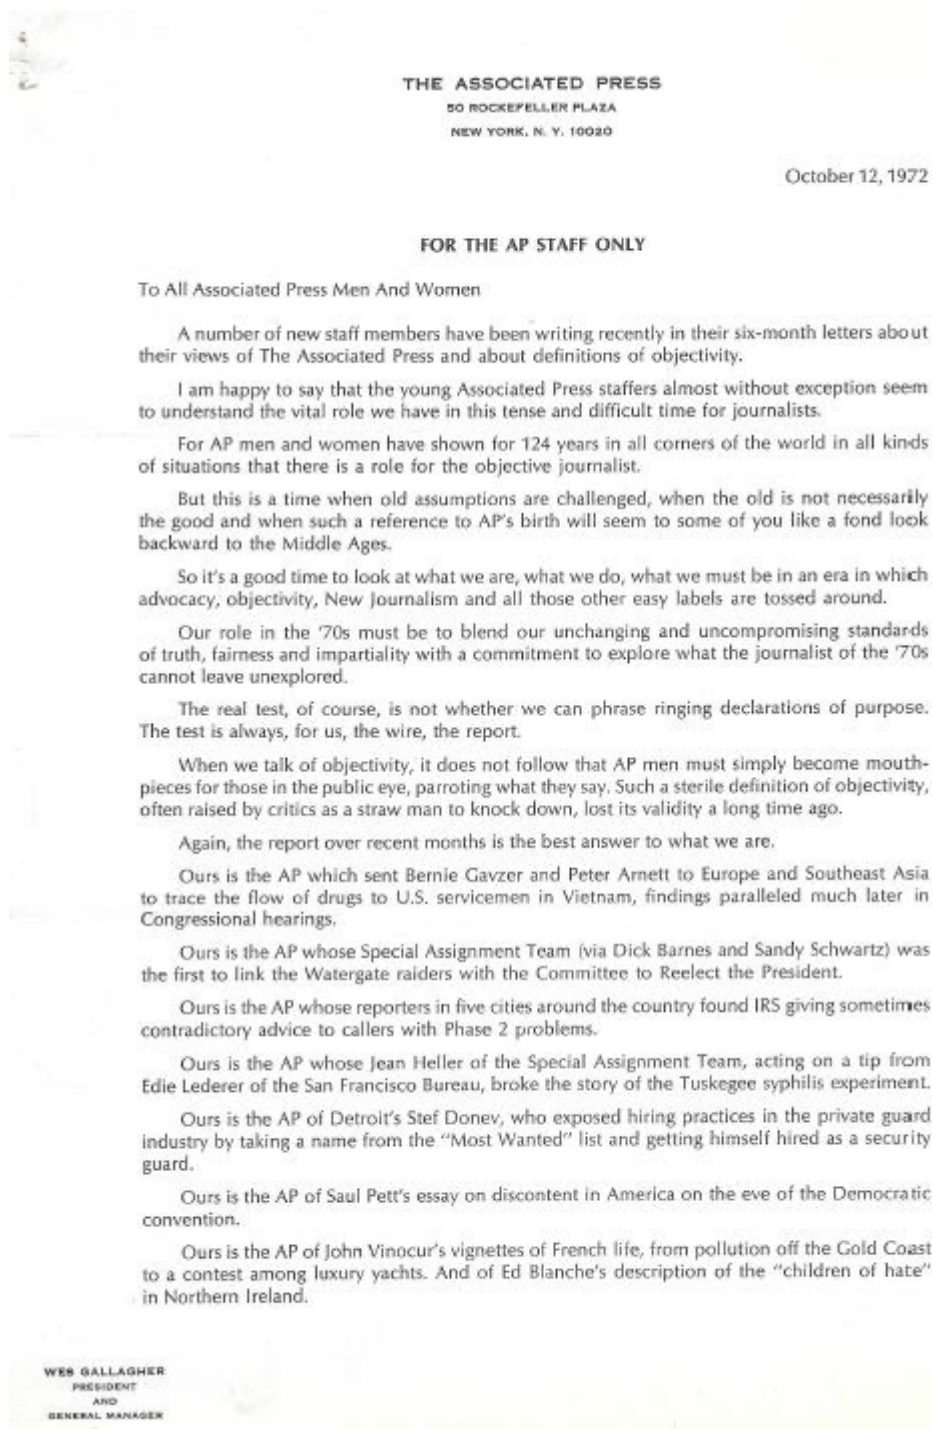 THE ASSOCIATED PRESS
50 ROCKEFELLER PLAZA
NEW YORK, N. Y. 10020
October 12, 1972
FOR THE AP STAFF ONLY
To All Associated Press Men And Women
A number of new staff members have been writing recently in their six-month letters about
their views of The Associated Press and about definitions of objectivity.
I am happy to say that the young Associated Press staffers almost without exception seem
to understand the vital role we have in this tense and difficult time for journalists.
For AP men and women have shown for 124 years in all corners of the world in all kinds
of situations that there is a role for the objective journalist.
But this is a time when old assumptions are challenged, when the old is not necessarily
the good and when such a reference to AP's birth will seem to some of you like a fond look
backward to the Middle Ages.
So it's a good time to look at what we are, what we do, what we must be in an era in which
advocacy, objectivity, New Journalism and all those other easy labels are tossed around.
Our role in the '70s must be to blend our unchanging and uncompromising standards
of truth, fairness and impartiality with a commitment to explore what the journalist of the '70s
cannot leave unexplored.
The real test, of course, is not whether we can phrase ringing declarations of purpose.
The test is always, for us, the wire, the report.
When we talk of objectivity, it does not follow that AP men must simply become mouth-
pieces for those in the public eye, parroting what they say. Such a sterile definition of objectivity,
often raised by critics as a straw man to knock down, lost its validity a long time ago.
Again, the report over recent months is the best answer to what we are.
Ours is the AP which sent Bernie Gavzer and Peter Arnett to Europe and Southeast Asia
to trace the flow of drugs to U.S. servicemen in Vietnam, findings paralleled much later in
Congressional hearings.
Ours is the AP whose Special Assignment Team (via Dick Barnes and Sandy Schwartz) was
the first to link the Watergate raiders with the Committee to Reelect the President.
Ours is the AP whose reporters in five cities around the country found IRS giving sometimes
contradictory advice to callers with Phase 2 problems.
Ours is the AP whose Jean Heller of the Special Assignment Team, acting on a tip from
Edie Lederer of the San Francisco Bureau, broke the story of the Tuskegee syphilis experiment.
Ours is the AP of Detroit's Stef Donev, who exposed hiring practices in the private guard
industry by taking a name from the "Most Wanted" list and getting himself hired as a security
guard.
Ours is the AP of Saul Pett's essay on discontent in America on the eve of the Democratic
convention.
Ours is the AP of John Vinocur's vignettes of French life, from pollution off the Gold Coast
to a contest among luxury yachts. And of Ed Blanche's description of the "children of hate"
in Northern Ireland.
WES GALLAGHER
PRESIDENT
AND
GENERAL MANAGER